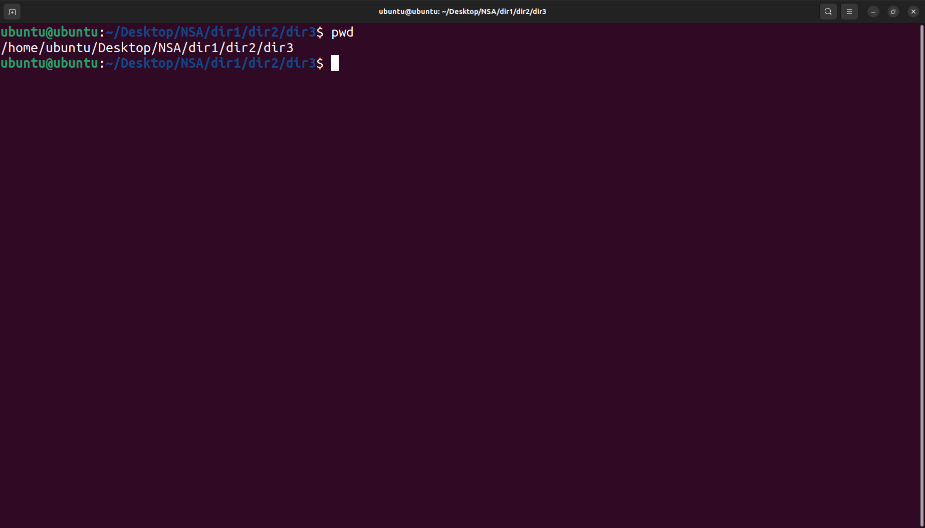 ubuntu@ubuntu: ~/Desktop/NSA/dir1/dir2/dir3
ubuntu@ubuntu:~/Desktop/NSA/dir1/dir2/dir3$ pwd
/home/ubuntu/Desktop/NSA/dir1/dir2/dir3
ubuntu@ubuntu:~/Desktop/NSA/dir1/dir2/dir3$